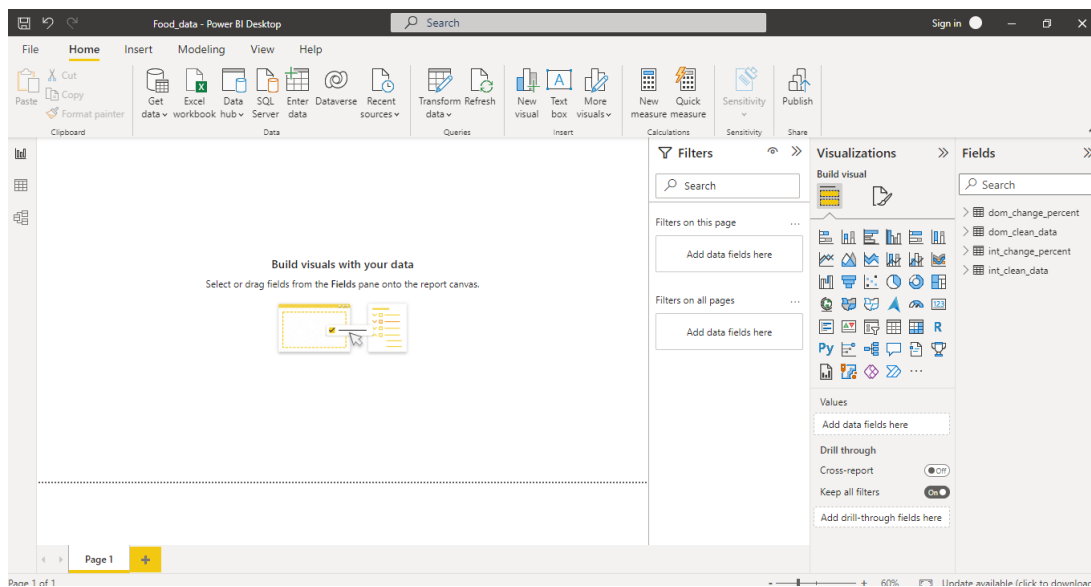 Food_data - Power BI Desktop
Search
Sign in
File Home Insert Modeling View Help
Paste
Cut
Copy
Format painter
Clipboard
Get data
Excel workbook
Data hub
SQL Server
Enter data
Dataverse
Recent sources
Data
Transform data
Refresh
Queries
New visual
Text box
More visuals
Insert
New measure
Quick measure
Calculations
Sensitivity
Sensitivity
Publish
Share
Build visuals with your data
Select or drag fields from the Fields pane onto the report canvas.
Filters
Search
Filters on this page
...
Add data fields here
Filters on all pages
...
Add data fields here
Visualizations
Build visual
123
R
Py
...
Values
Add data fields here
Drill through
Cross-report
Off
Keep all filters
On
Add drill-through fields here
Fields
Search
dom_change_percent
dom_clean_data
int_change_percent
int_clean_data
Page 1
+
Page 1 of 1
- + 60%
Update available (click to download